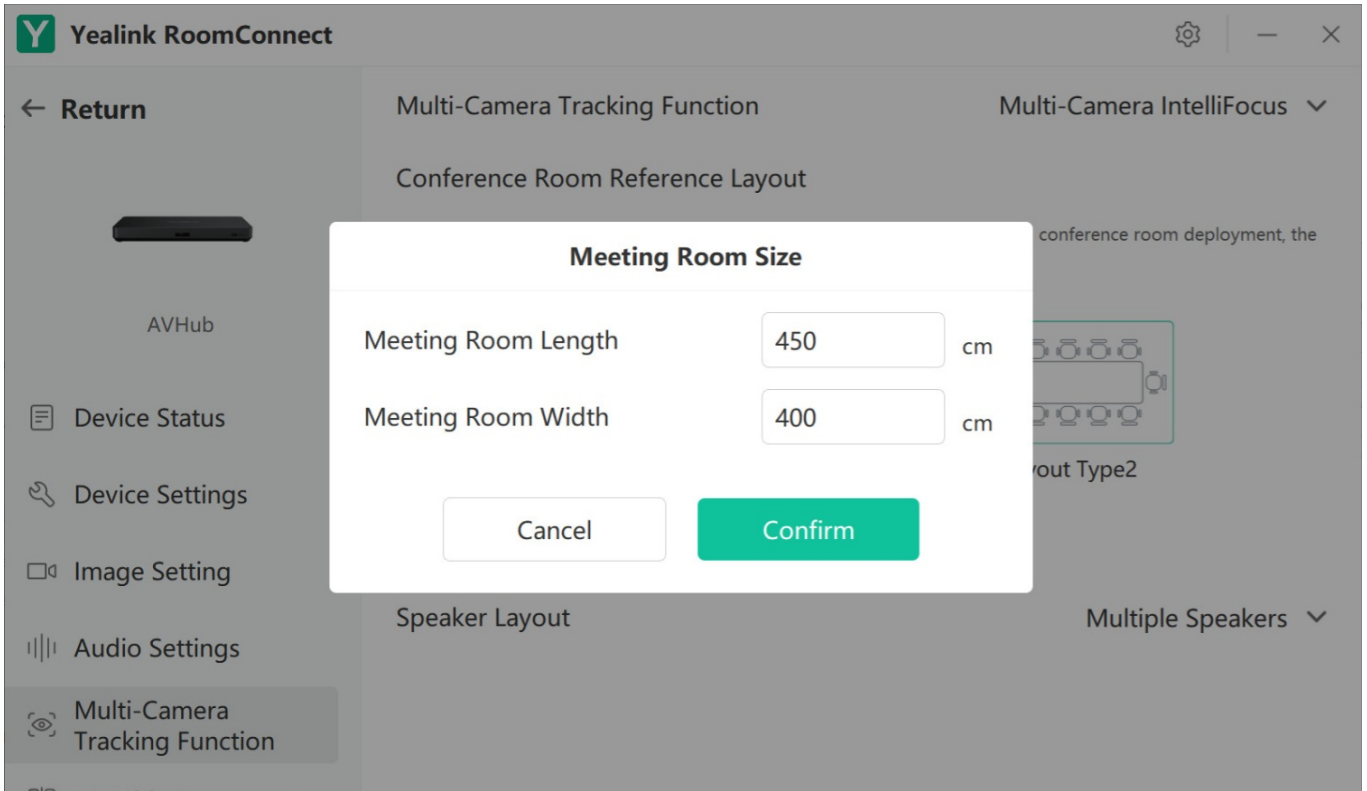 Yealink RoomConnect
Return
Multi-Camera Tracking Function
Multi-Camera IntelliFocus
Conference Room Reference Layout
conference room deployment, the
Meeting Room Size
AVHub
Meeting Room Length
450
cm
Meeting Room Width
400
cm
Type2
Cancel
Confirm
Device Status
Device Settings
Image Setting
Speaker Layout
Multiple Speakers
Audio Settings
Multi-Camera
Tracking Function